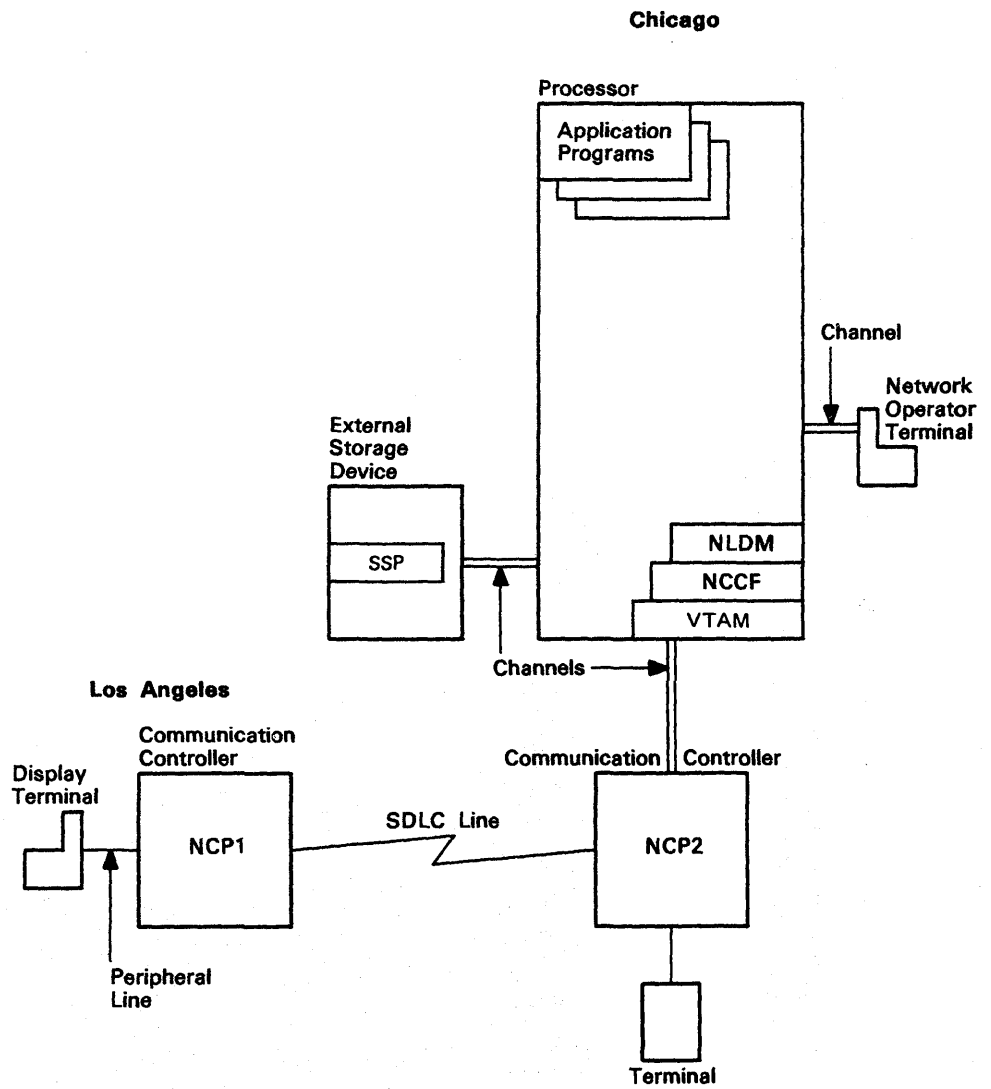 Chicago
Processor
Application
Programs
Channel
Network
Operator
Terminal
External
Storage
Device
SSP
NLDM
NCCF
VTAM
Channels
Los Angeles
Communication
Controller
Communication Controller
Display
Terminal
SDLC Line
NCP1
NCP2
Peripheral
Line
Terminal